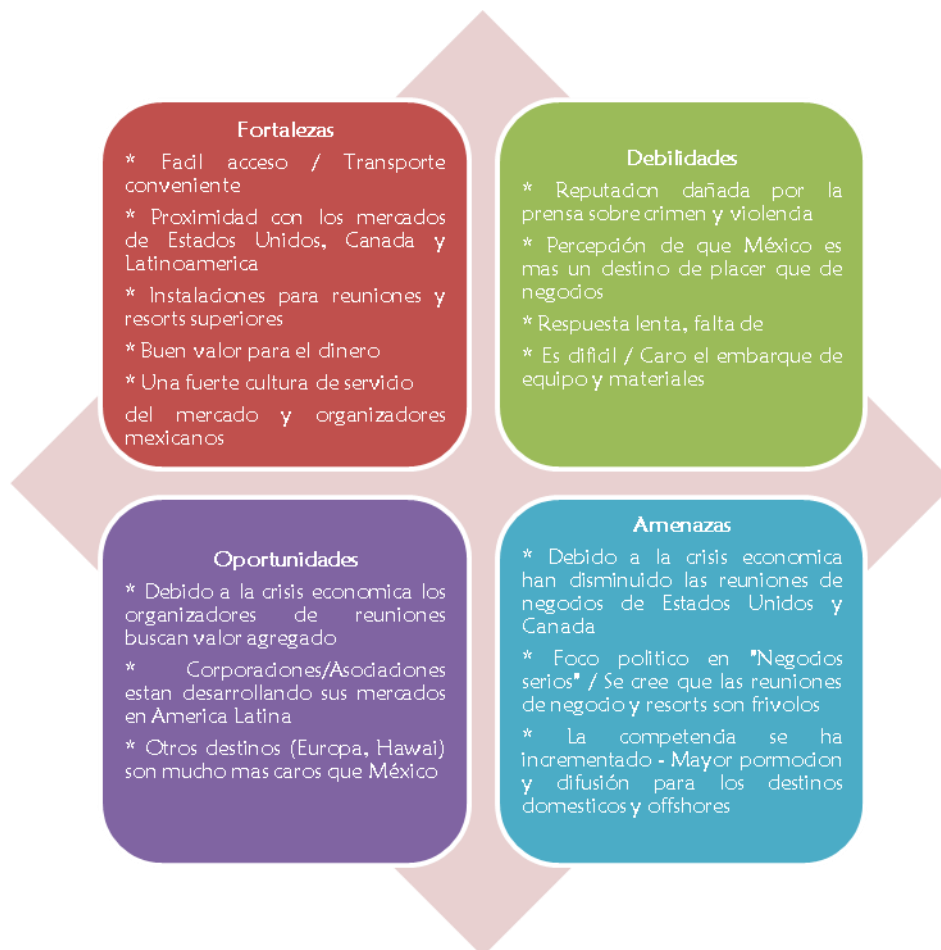 Fortalezas
* Facil acceso / Transporte
conveniente
* Proximidad con los mercados
de Estados Unidos, Canada y
Latinoamerica
* Instalaciones para reuniones y
resorts superiores
* Buen valor para el dinero
* Una fuerte cultura de servicio
del mercado y organizadores
mexicanos
Debilidades
* Reputacion dañada por la
prensa sobre crimen y violencia
* Percepción de que México es
mas un destino de placer que de
negocios
* Respuesta lenta, falta de
* Es dificil / Caro el embarque de
equipo y materiales
Oportunidades
* Debido a la crisis economica los
organizadores de reuniones
buscan valor agregado
* Corporaciones/Asociaciones
estan desarrollando sus mercados
en America Latina
* Otros destinos (Europa, Hawai)
son mucho mas caros que México
Amenazas
* Debido a la crisis economica
han disminuido las reuniones de
negocios de Estados Unidos y
Canada
* Foco politico en "Negocios
serios" / Se cree que las reuniones
de negocio y resorts son frivolos
* La competencia se ha
incrementado - Mayor pormocion
y difusión para los destinos
domesticos y offshores